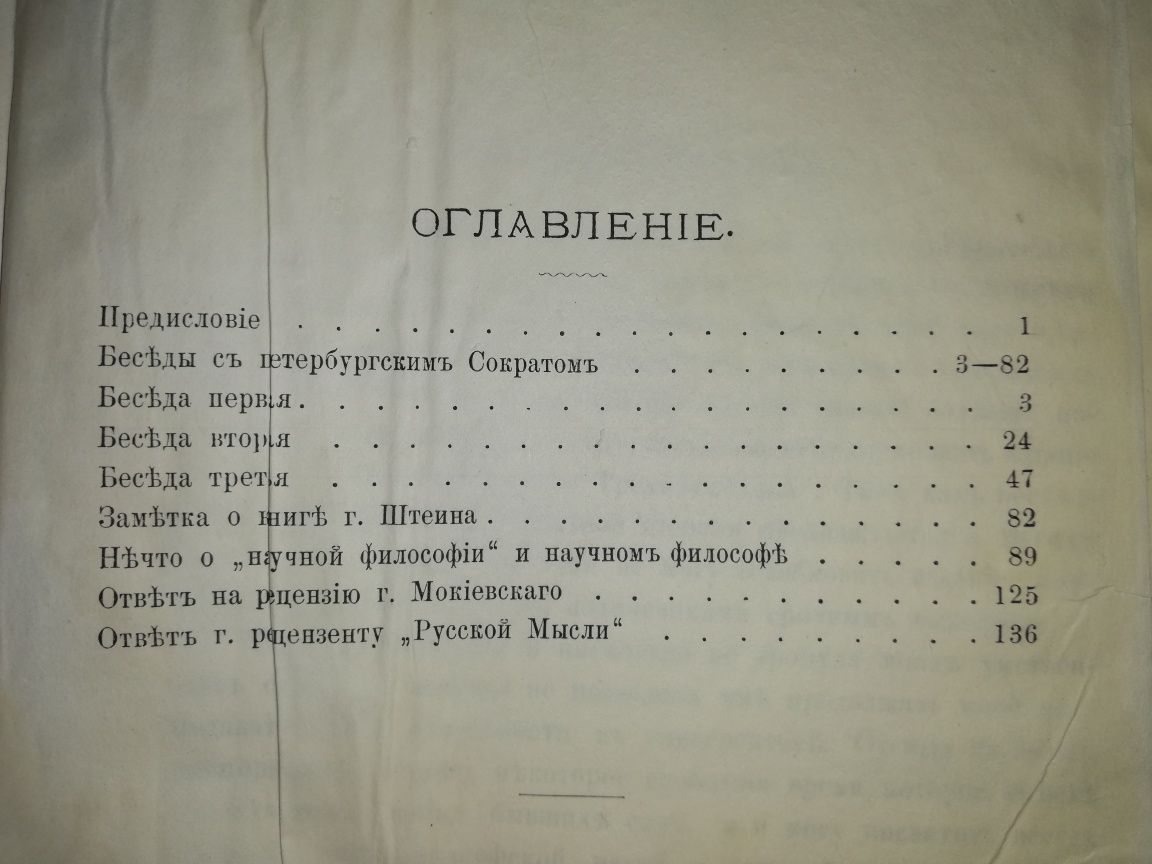 ОГЛАВЛЕНІЕ.
Предисловіе . . . . . . . . . . . . . . . . . . . 1
Бесѣды съ петербургскимъ Сократомъ . . . . . . . . . 3—82
Бесѣда первая . . . . . . . . . . . . . . . . . . . 3
Бесѣда вторая . . . . . . . . . . . . . . . . . . 24
Бесѣда третья . . . . . . . . . . . . . . . . . . 47
Замѣтка о книгѣ г. Штеина . . . . . . . . . . . . . . 82
Нѣчто о „научной философіи“ и научномъ философѣ . . . . . 89
Отвѣтъ на рецензію г. Мокіевскаго . . . . . . . . . . . 125
Отвѣтъ г. рецензенту „Русской Мысли“ . . . . . . . . . 136